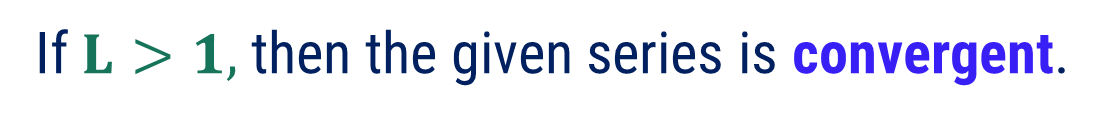 If L > 1, then the given series is convergent.